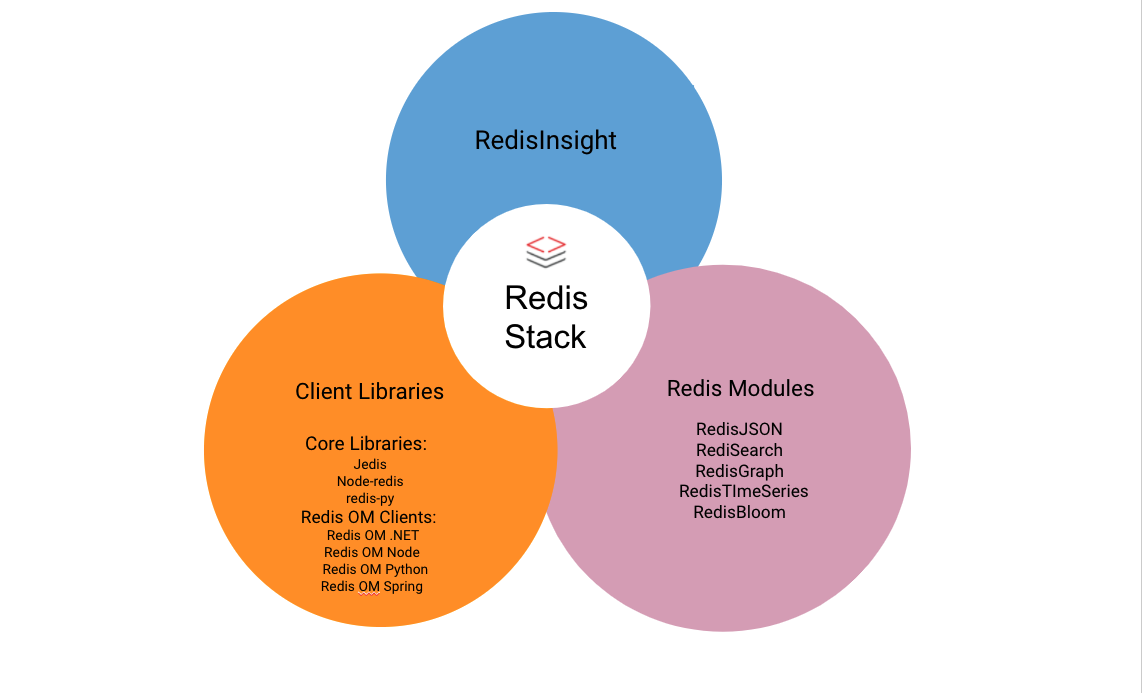 RedisInsight
Redis
Stack
Client Libraries
Core Libraries:
Jedis
Node-redis
redis-py
Redis OM Clients:
Redis OM .NET
Redis OM Node
Redis OM Python
Redis OM Spring
Redis Modules
RedisJSON
RediSearch
RedisGraph
RedisTImeSeries
RedisBloom